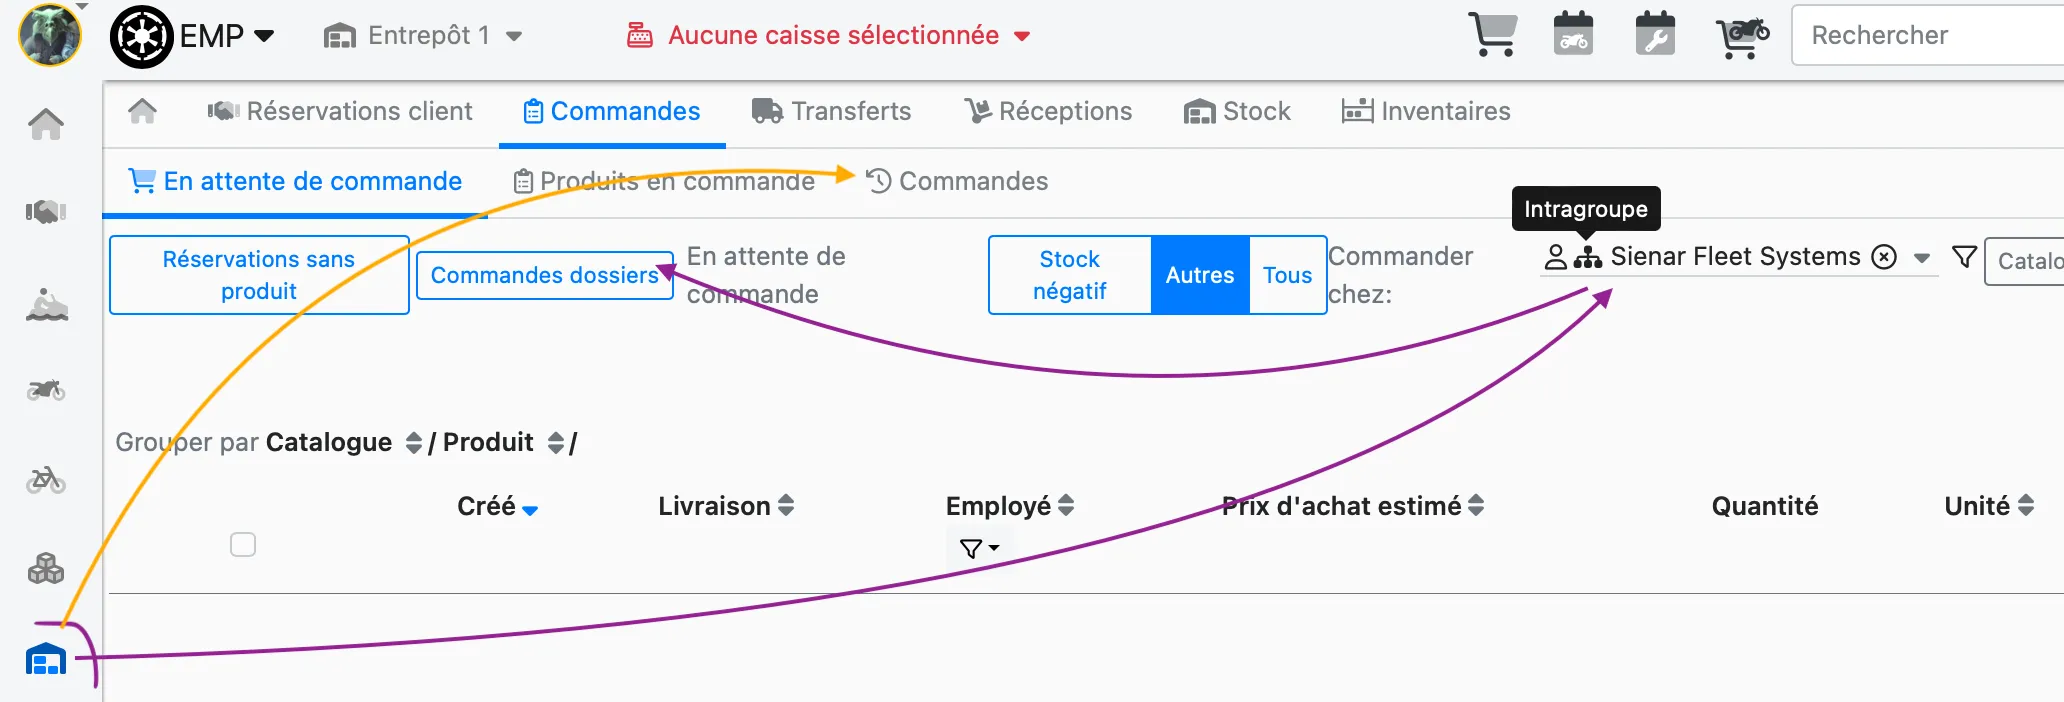 EMP Entrepôt 1 Aucune caisse sélectionnée Rechercher
Réservations client Commandes Transferts Réceptions Stock Inventaires
En attente de commande Produits en commande Commandes
Intragroupe
Réservations sans
produit
Commandes dossiers
En attente de
commande
Stock
négatif
Autres
Tous
Commander
chez:
Sienar Fleet Systems
Catalo
Grouper par Catalogue / Produit /
Créé Livraison Employé Prix d'achat estimé Quantité Unité